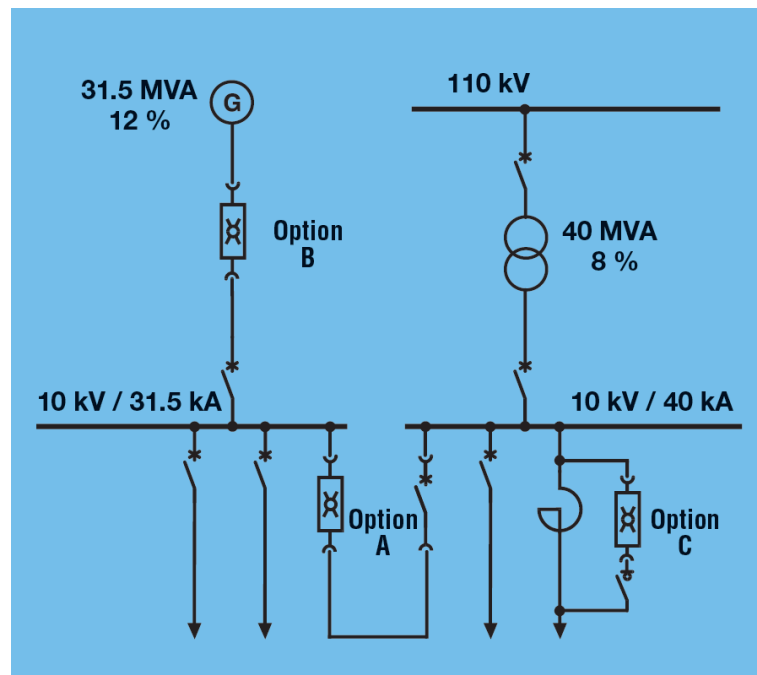 31.5 MVA
12 %
G
Option
B
110 kV
40 MVA
8 %
10 kV / 31.5 kA
10 kV / 40 kA
Option
A
Option
C